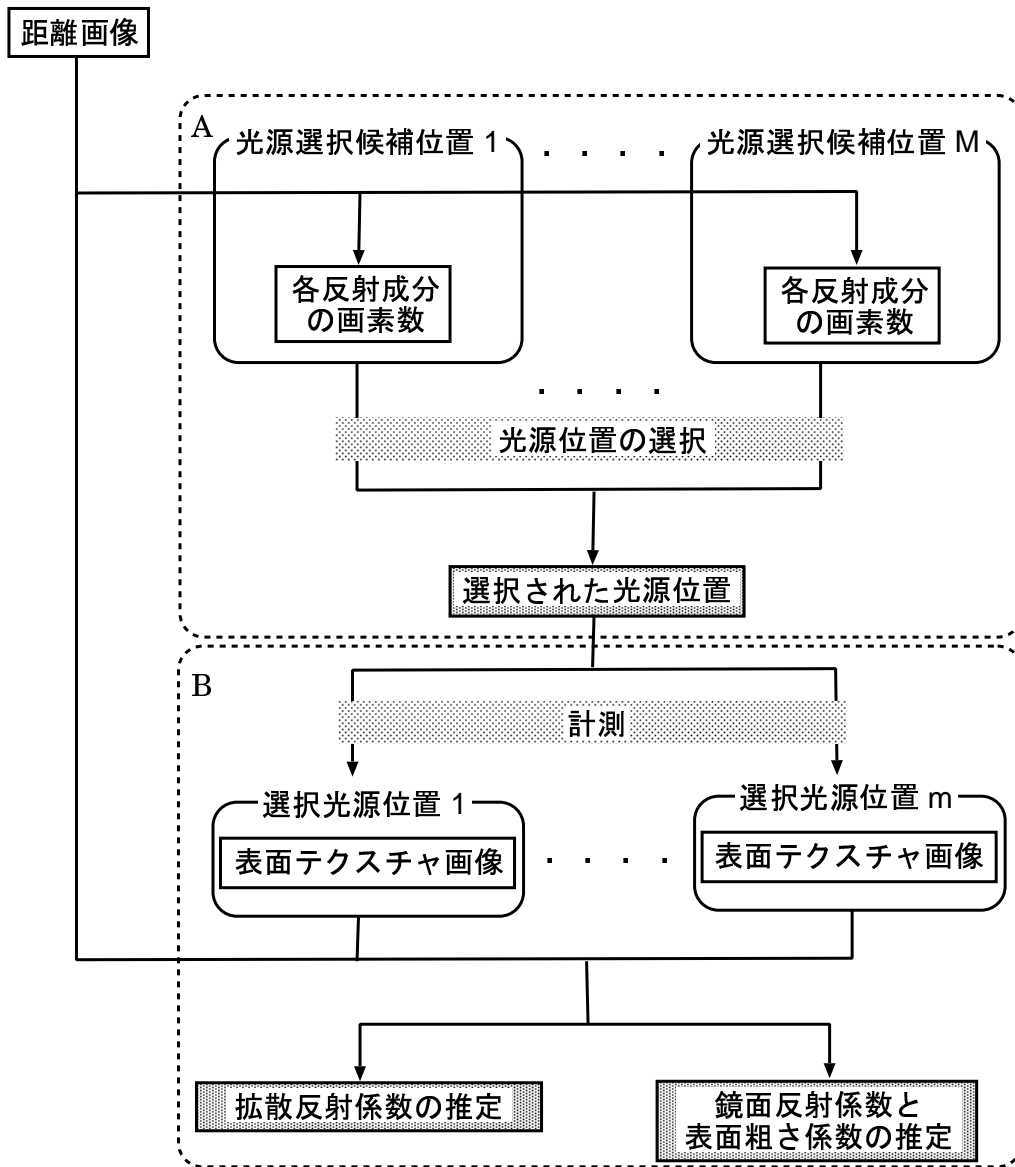 距離画像
A
光源選択候補位置 1
. . . .
光源選択候補位置 M
各反射成分
の画素数
各反射成分
の画素数
. . . .
光源位置の選択
選択された光源位置
B
計測
選択光源位置 1
選択光源位置 m
表面テクスチャ画像
. . . .
表面テクスチャ画像
拡散反射係数の推定
鏡面反射係数と
表面粗さ係数の推定